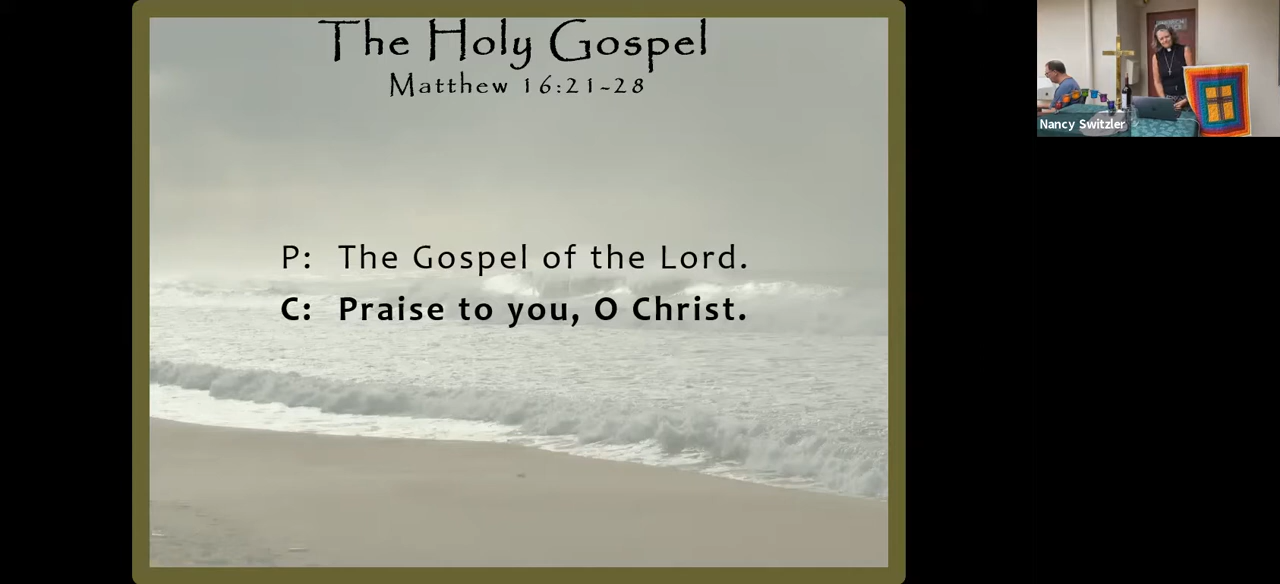 The Holy Gospel
Matthew 16:21-28
P: The Gospel of the Lord.
C: Praise to you, O Christ.
Nancy Switzler